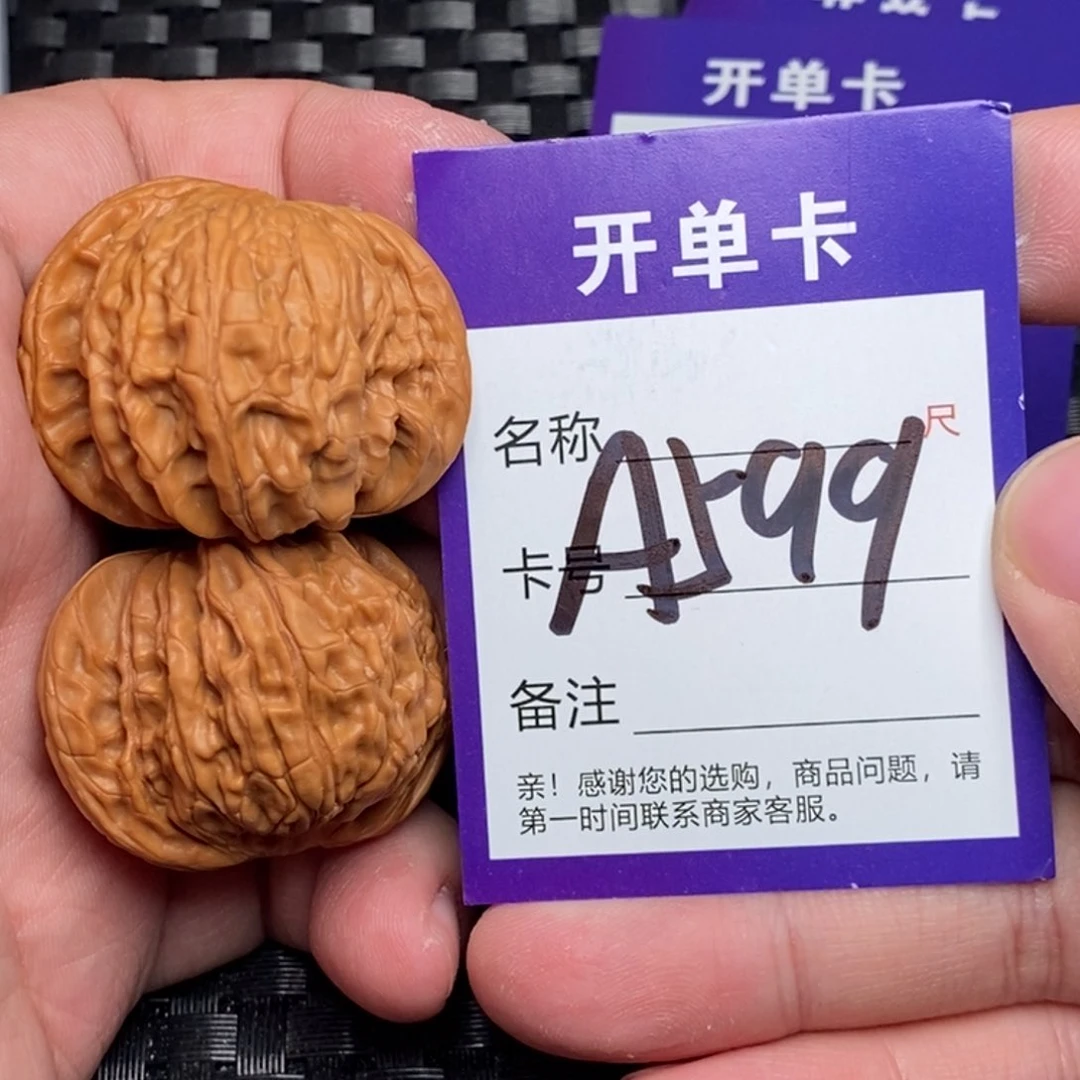 开单卡
开单卡
名称
尺
A599
卡号
备注
亲！感谢您的选购，商品问题，请
第一时间联系商家客服。